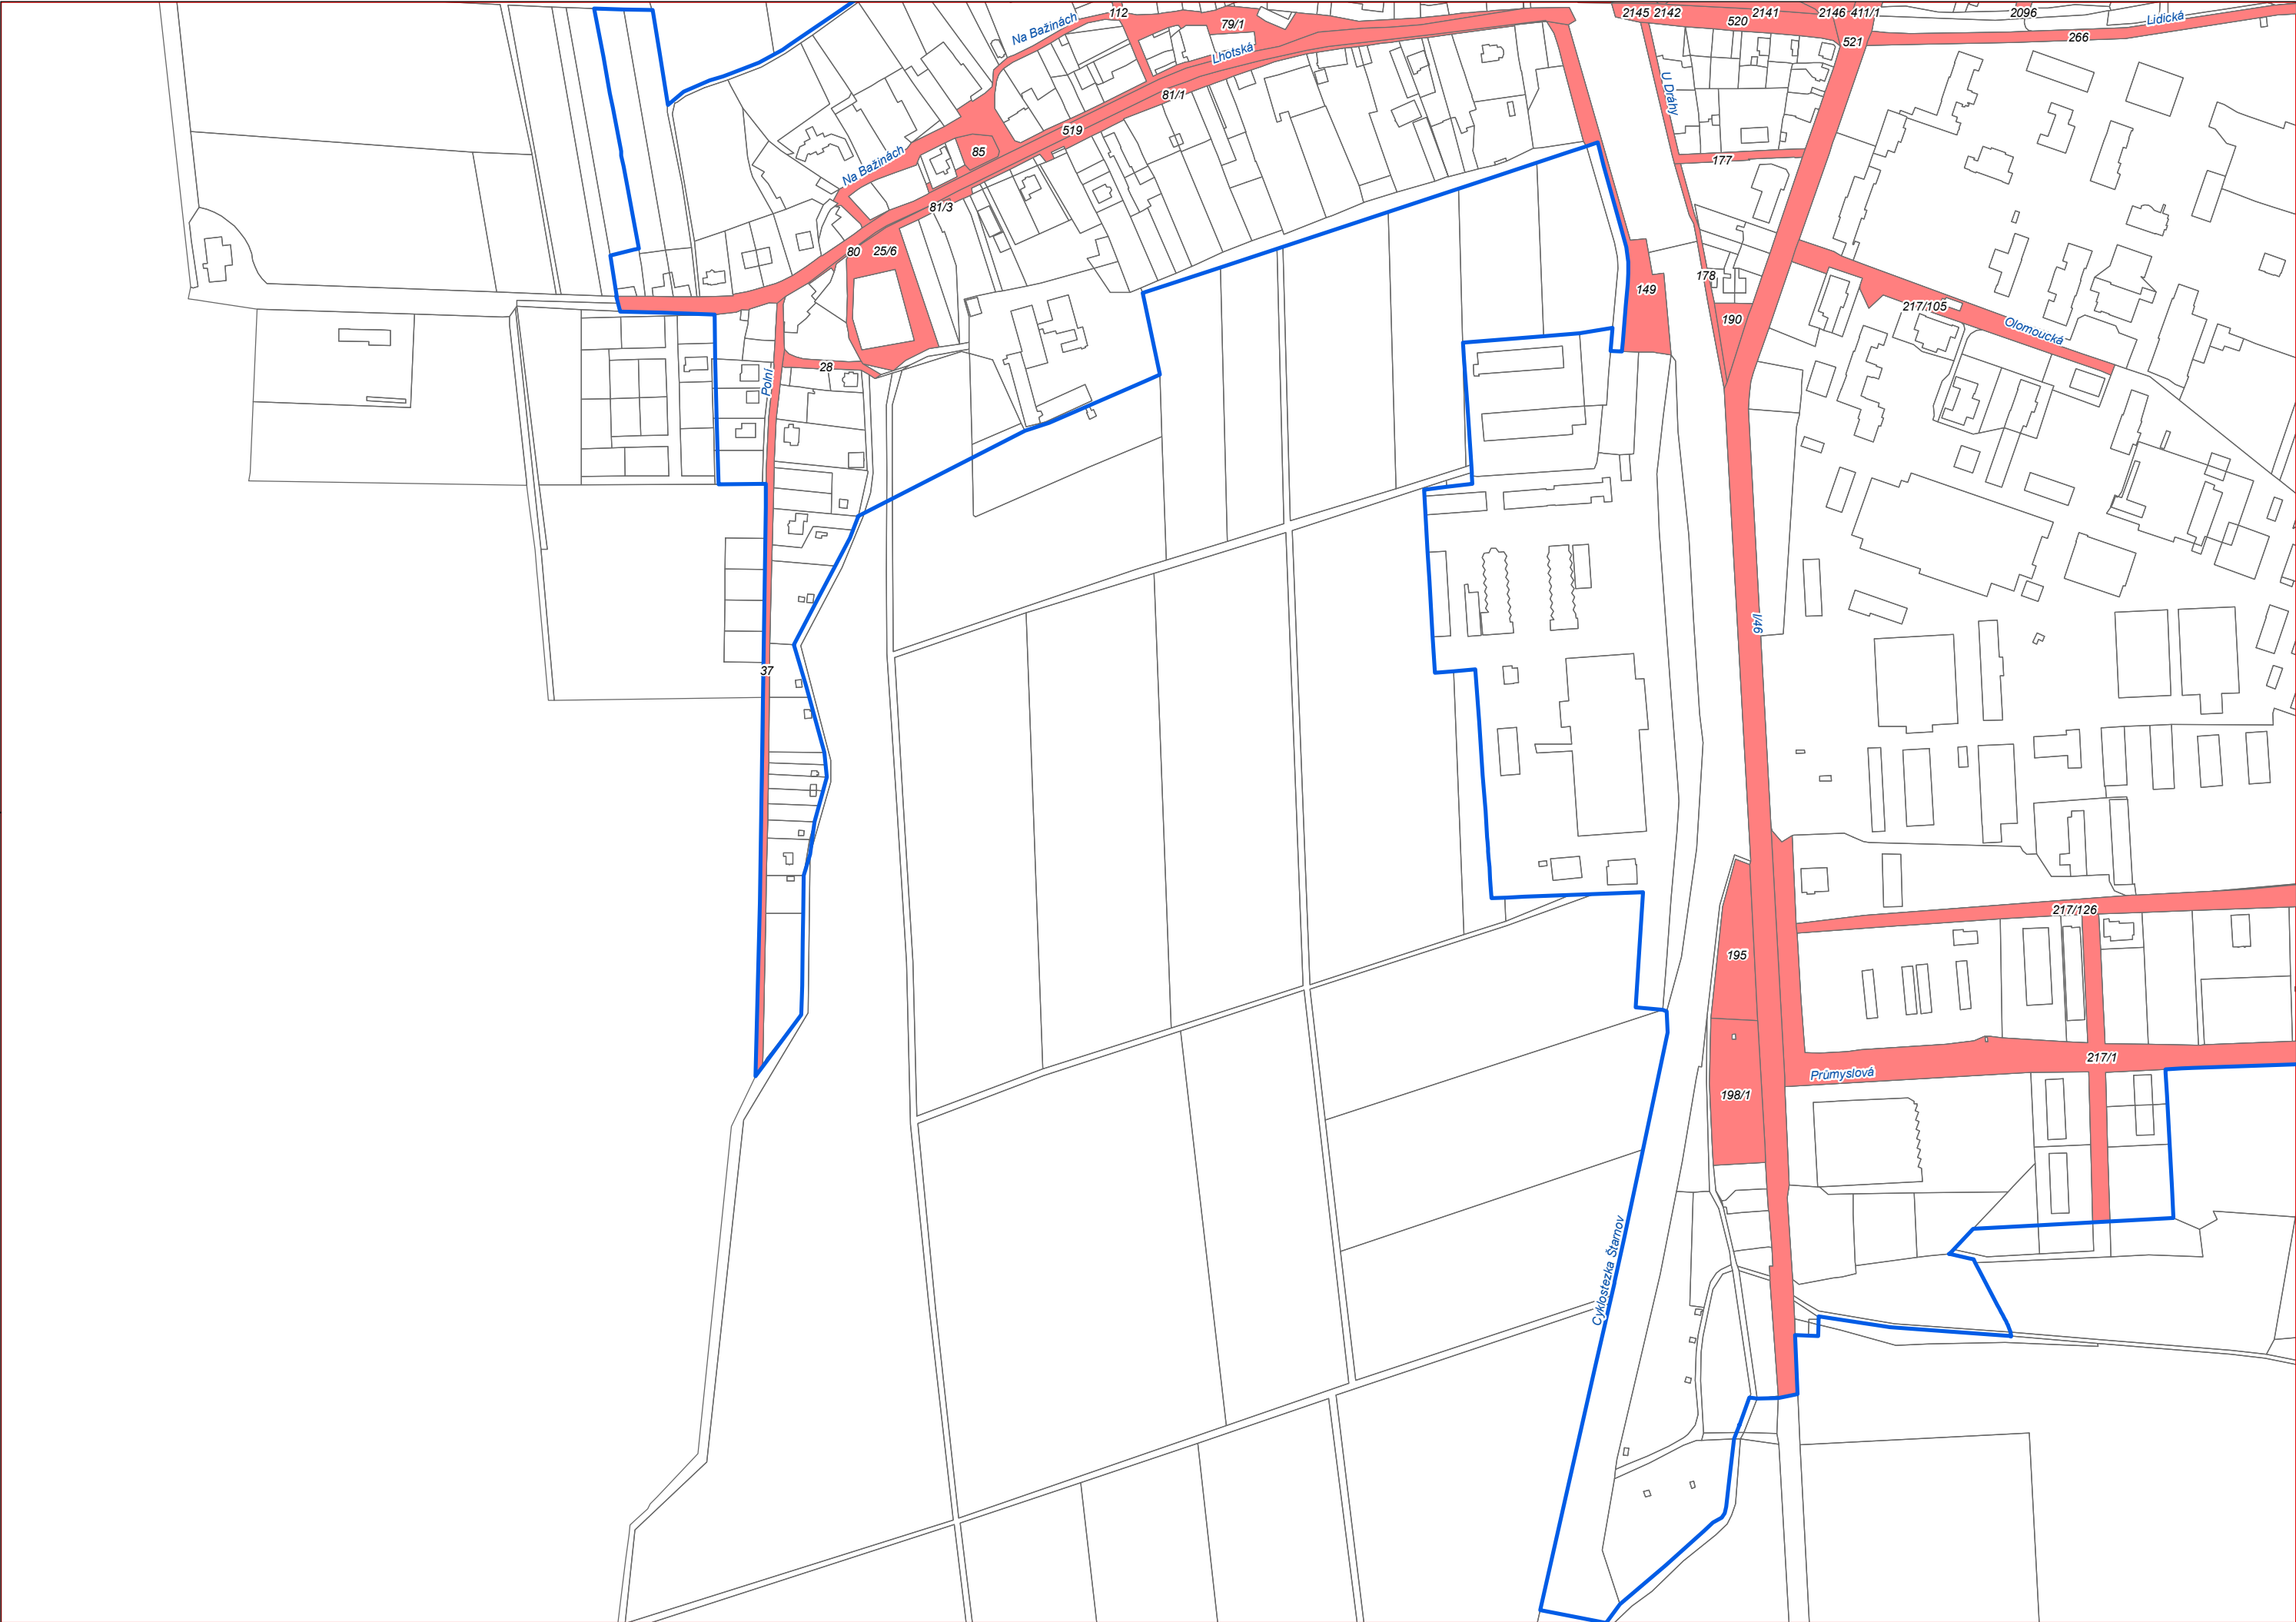 112
79/1
2145
2142
520
2141
2146
411/1
2096
Lidická
266
521
Na Bažinách
Lhotská
81/1
U Dráhy
519
85
177
Na Bažinách
81/3
80
25/6
178
149
190
217/105
Olomoucká
28
Polní
I/46
37
217/126
195
217/1
Průmyslová
198/1
Cyklostezka Štarnov